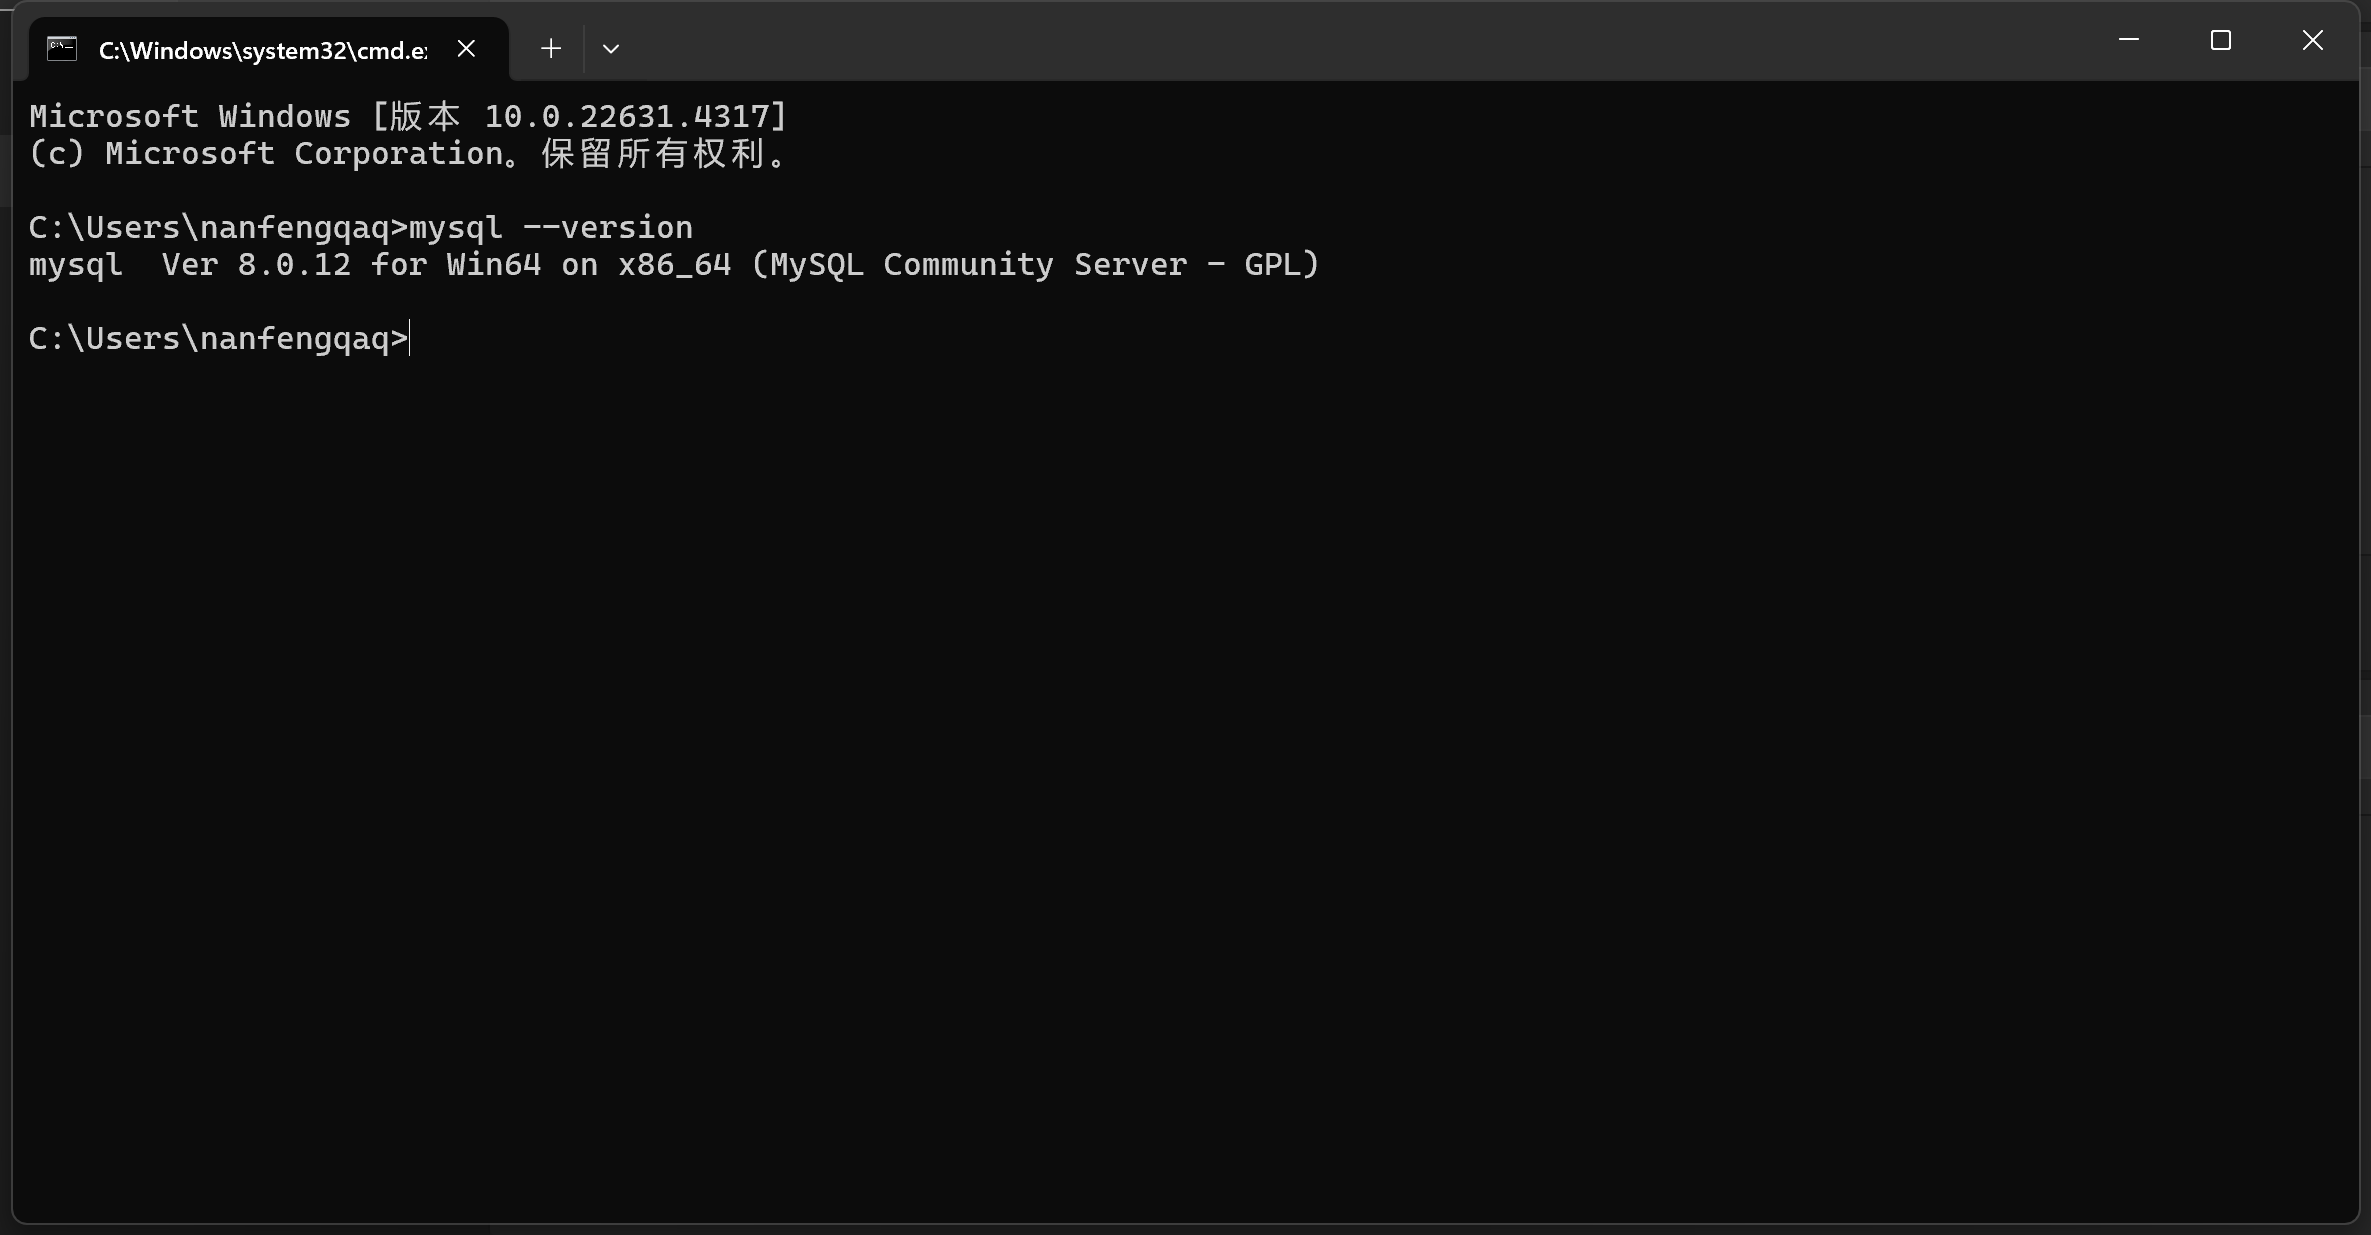 C:\Windows\system32\cmd.e
Microsoft Windows [版本 10.0.22631.4317]
(c) Microsoft Corporation。保留所有权利。
C:\Users\nanfengqaq>mysql --version
mysql  Ver 8.0.12 for Win64 on x86_64 (MySQL Community Server - GPL)
C:\Users\nanfengqaq>